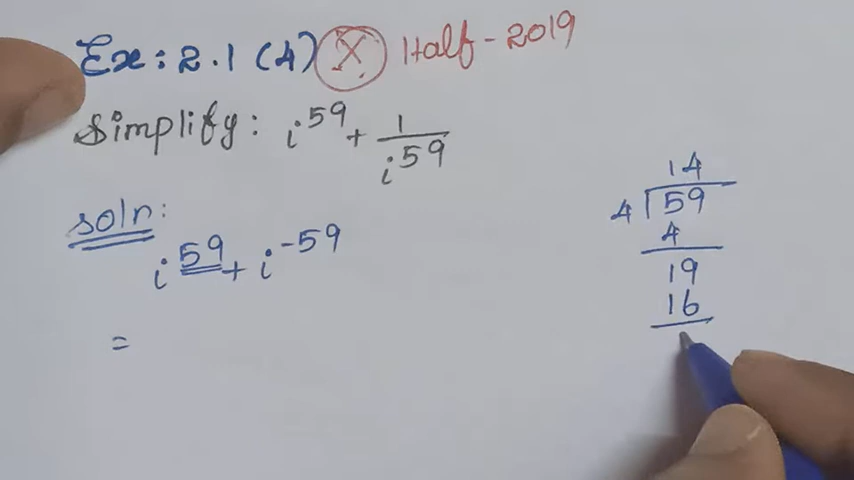 Ex: 2.1 (4) X Half-2019
Simplify: i^59 + 1/i^59
soln:
i^59 + i^-59
=
14
4 59
4
19
16